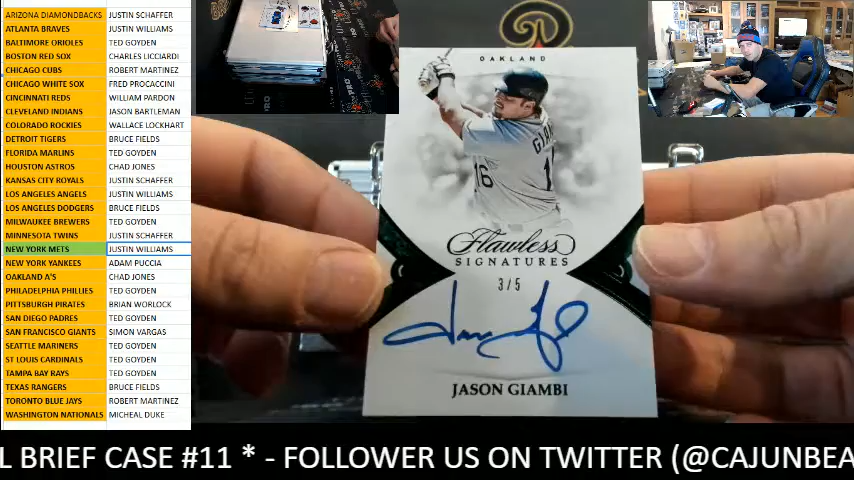 ARIZONA DIAMONDBACKS JUSTIN SCHAFFER
ATLANTA BRAVES JUSTIN WILLIAMS
BALTIMORE ORIOLES TED GOYDEN
BOSTON RED SOX CHARLES LICCIARDI
CHICAGO CUBS ROBERT MARTINEZ
CHICAGO WHITE SOX FRED PROCACCINI
CINCINNATI REDS WILLIAM PARDON
CLEVELAND INDIANS JASON BARTLEMAN
COLORADO ROCKIES WALLACE LOCKHART
DETROIT TIGERS BRUCE FIELDS
FLORIDA MARLINS TED GOYDEN
HOUSTON ASTROS CHAD JONES
KANSAS CITY ROYALS JUSTIN SCHAFFER
LOS ANGELES ANGELS JUSTIN WILLIAMS
LOS ANGELES DODGERS BRUCE FIELDS
MILWAUKEE BREWERS TED GOYDEN
MINNESOTA TWINS JUSTIN SCHAFFER
NEW YORK METS JUSTIN WILLIAMS
NEW YORK YANKEES ADAM PUCCIA
OAKLAND A'S CHAD JONES
PHILADELPHIA PHILLIES TED GOYDEN
PITTSBURGH PIRATES BRIAN WORLOCK
SAN DIEGO PADRES TED GOYDEN
SAN FRANCISCO GIANTS SIMON VARGAS
SEATTLE MARINERS TED GOYDEN
ST LOUIS CARDINALS TED GOYDEN
TAMPA BAY RAYS TED GOYDEN
TEXAS RANGERS BRUCE FIELDS
TORONTO BLUE JAYS ROBERT MARTINEZ
WASHINGTON NATIONALS MICHEAL DUKE
OAKLAND
16
Flawless
SIGNATURES
3/5
JASON GIAMBI
L BRIEF CASE #11 * - FOLLOWER US ON TWITTER (@CAJUNBEA